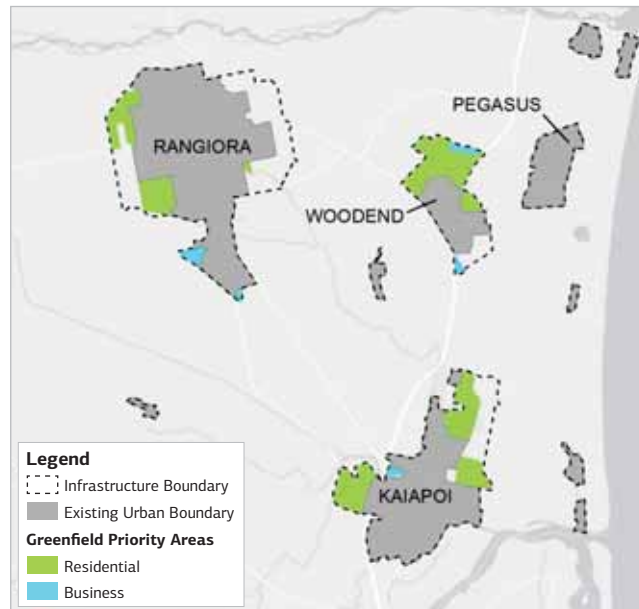 PEGASUS
RANGIORA
WOODEND
KAIAPOI
Legend
Infrastructure Boundary
Existing Urban Boundary
Greenfield Priority Areas
Residential
Business